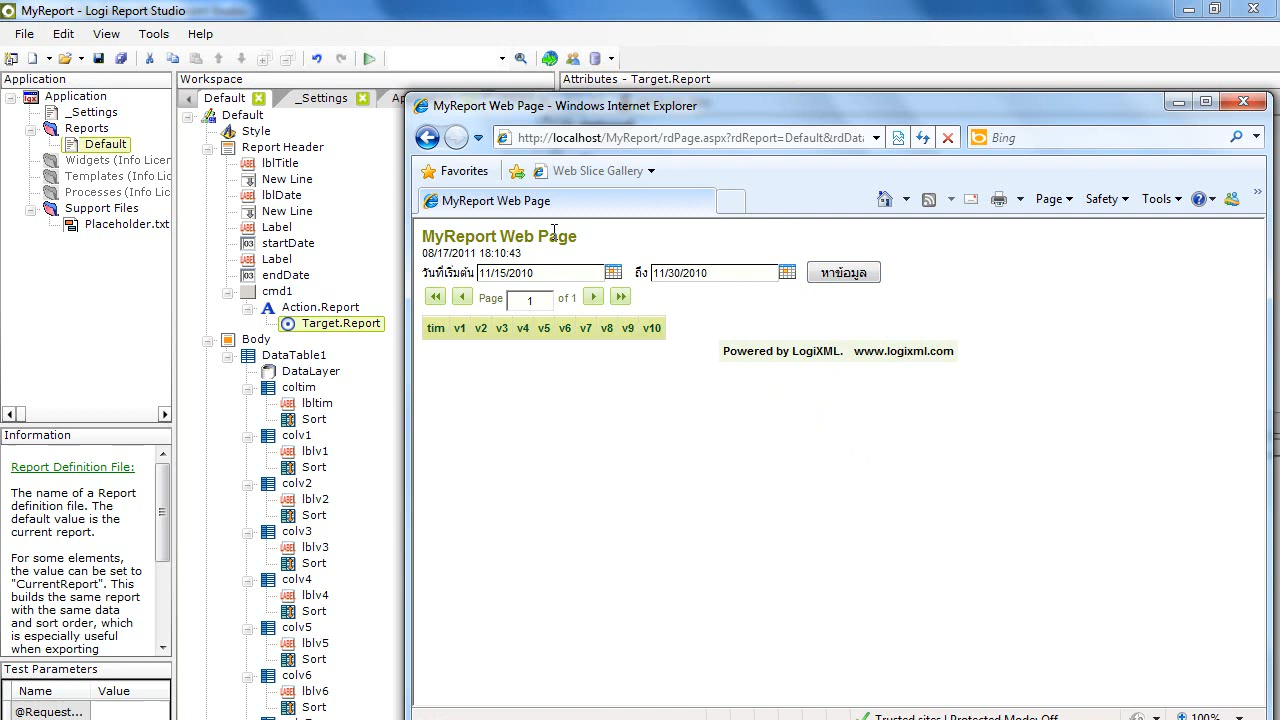 MyReport - Logi Report Studio
File Edit View Tools Help
Application
Application
_Settings
Reports
Default
Widgets (Info Licen
Templates (Info Lic
Processes (Info Lic
Support Files
Placeholder.txt
Information
Report Definition File:
The name of a Report
definition file. The
default value is the
current report.
For some elements,
the value can be set to
"CurrentReport". This
builds the same report
with the same data
and sort order, which
is especially useful
when exporting
Test Parameters
Name Value
@Request...
Workspace
Default _Settings Ap
Default
Style
ReportHeader
lblTitle
New Line
lblDate
New Line
Label
startDate
Label
endDate
cmd1
Action.Report
Target.Report
Body
DataTable1
DataLayer
coltim
lbltim
Sort
colv1
lblv1
Sort
colv2
lblv2
Sort
colv3
lblv3
Sort
colv4
lblv4
Sort
colv5
lblv5
Sort
colv6
lblv6
Sort
Attributes - Target.Report
MyReport Web Page - Windows Internet Explorer
http://localhost/MyReport/rdPage.aspx?rdReport=Default&rdData Bing
Favorites Web Slice Gallery
MyReport Web Page Page Safety Tools
MyReport Web Page
08/17/2011 18:10:43
วันที่เริ่มต้น 11/15/2010 ถึง 11/30/2010 หาข้อมูล
Page 1 of 1
tim v1 v2 v3 v4 v5 v6 v7 v8 v9 v10
Powered by LogiXML. www.logixml.com
Trusted sites | Protected Mode: Off 100%